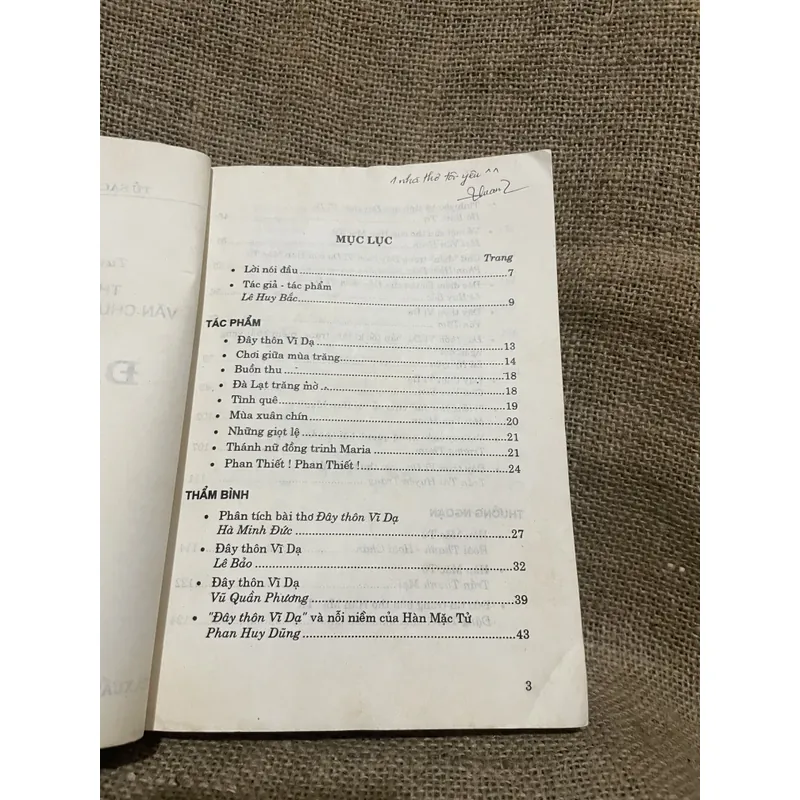 1 nhà thơ tôi yêu ^^
MỤC LỤC
Trang
• Lời nói đầu 7
• Tác giả - tác phẩm
Lê Huy Bắc 9
TÁC PHẨM
• Đây thôn Vĩ Dạ 13
• Chơi giữa mùa trăng 14
• Buồn thu 18
• Đà Lạt trăng mờ 18
• Tình quê 19
• Mùa xuân chín 20
• Những giọt lệ 21
• Thánh nữ đồng trinh Maria 21
• Phan Thiết ! Phan Thiết ! 24
THẨM BÌNH
• Phân tích bài thơ Đây thôn Vĩ Dạ
Hà Minh Đức 27
• Đây thôn Vĩ Dạ
Lê Bảo 32
• Đây thôn Vĩ Dạ
Vũ Quần Phương 39
• "Đây thôn Vĩ Dạ" và nỗi niềm của Hàn Mặc Tử
Phan Huy Dũng 43
3